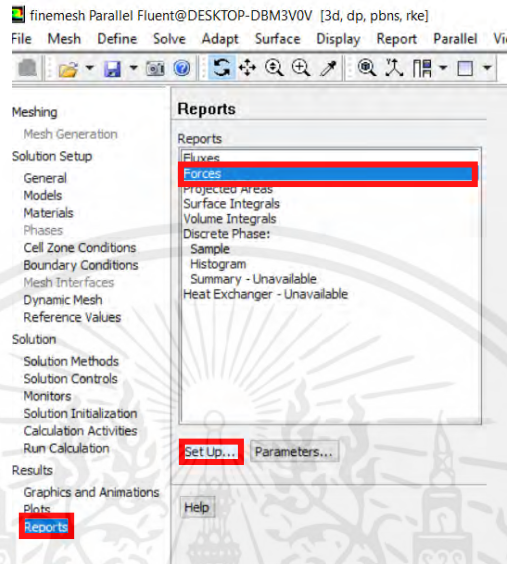 finemesh Parallel Fluent@DESKTOP-DBM3V0V [3d, dp, pbns, rke]
File Mesh Define Solve Adapt Surface Display Report Parallel
Meshing
Mesh Generation
Solution Setup
General
Models
Materials
Phases
Cell Zone Conditions
Boundary Conditions
Mesh Interfaces
Dynamic Mesh
Reference Values
Solution
Solution Methods
Solution Controls
Monitors
Solution Initialization
Calculation Activities
Run Calculation
Results
Graphics and Animations
Plots
Reports
Reports
Reports
Fluxes
Forces
Projected Areas
Surface Integrals
Volume Integrals
Discrete Phase:
Sample
Histogram
Summary - Unavailable
Heat Exchanger - Unavailable
Set Up... Parameters...
Help